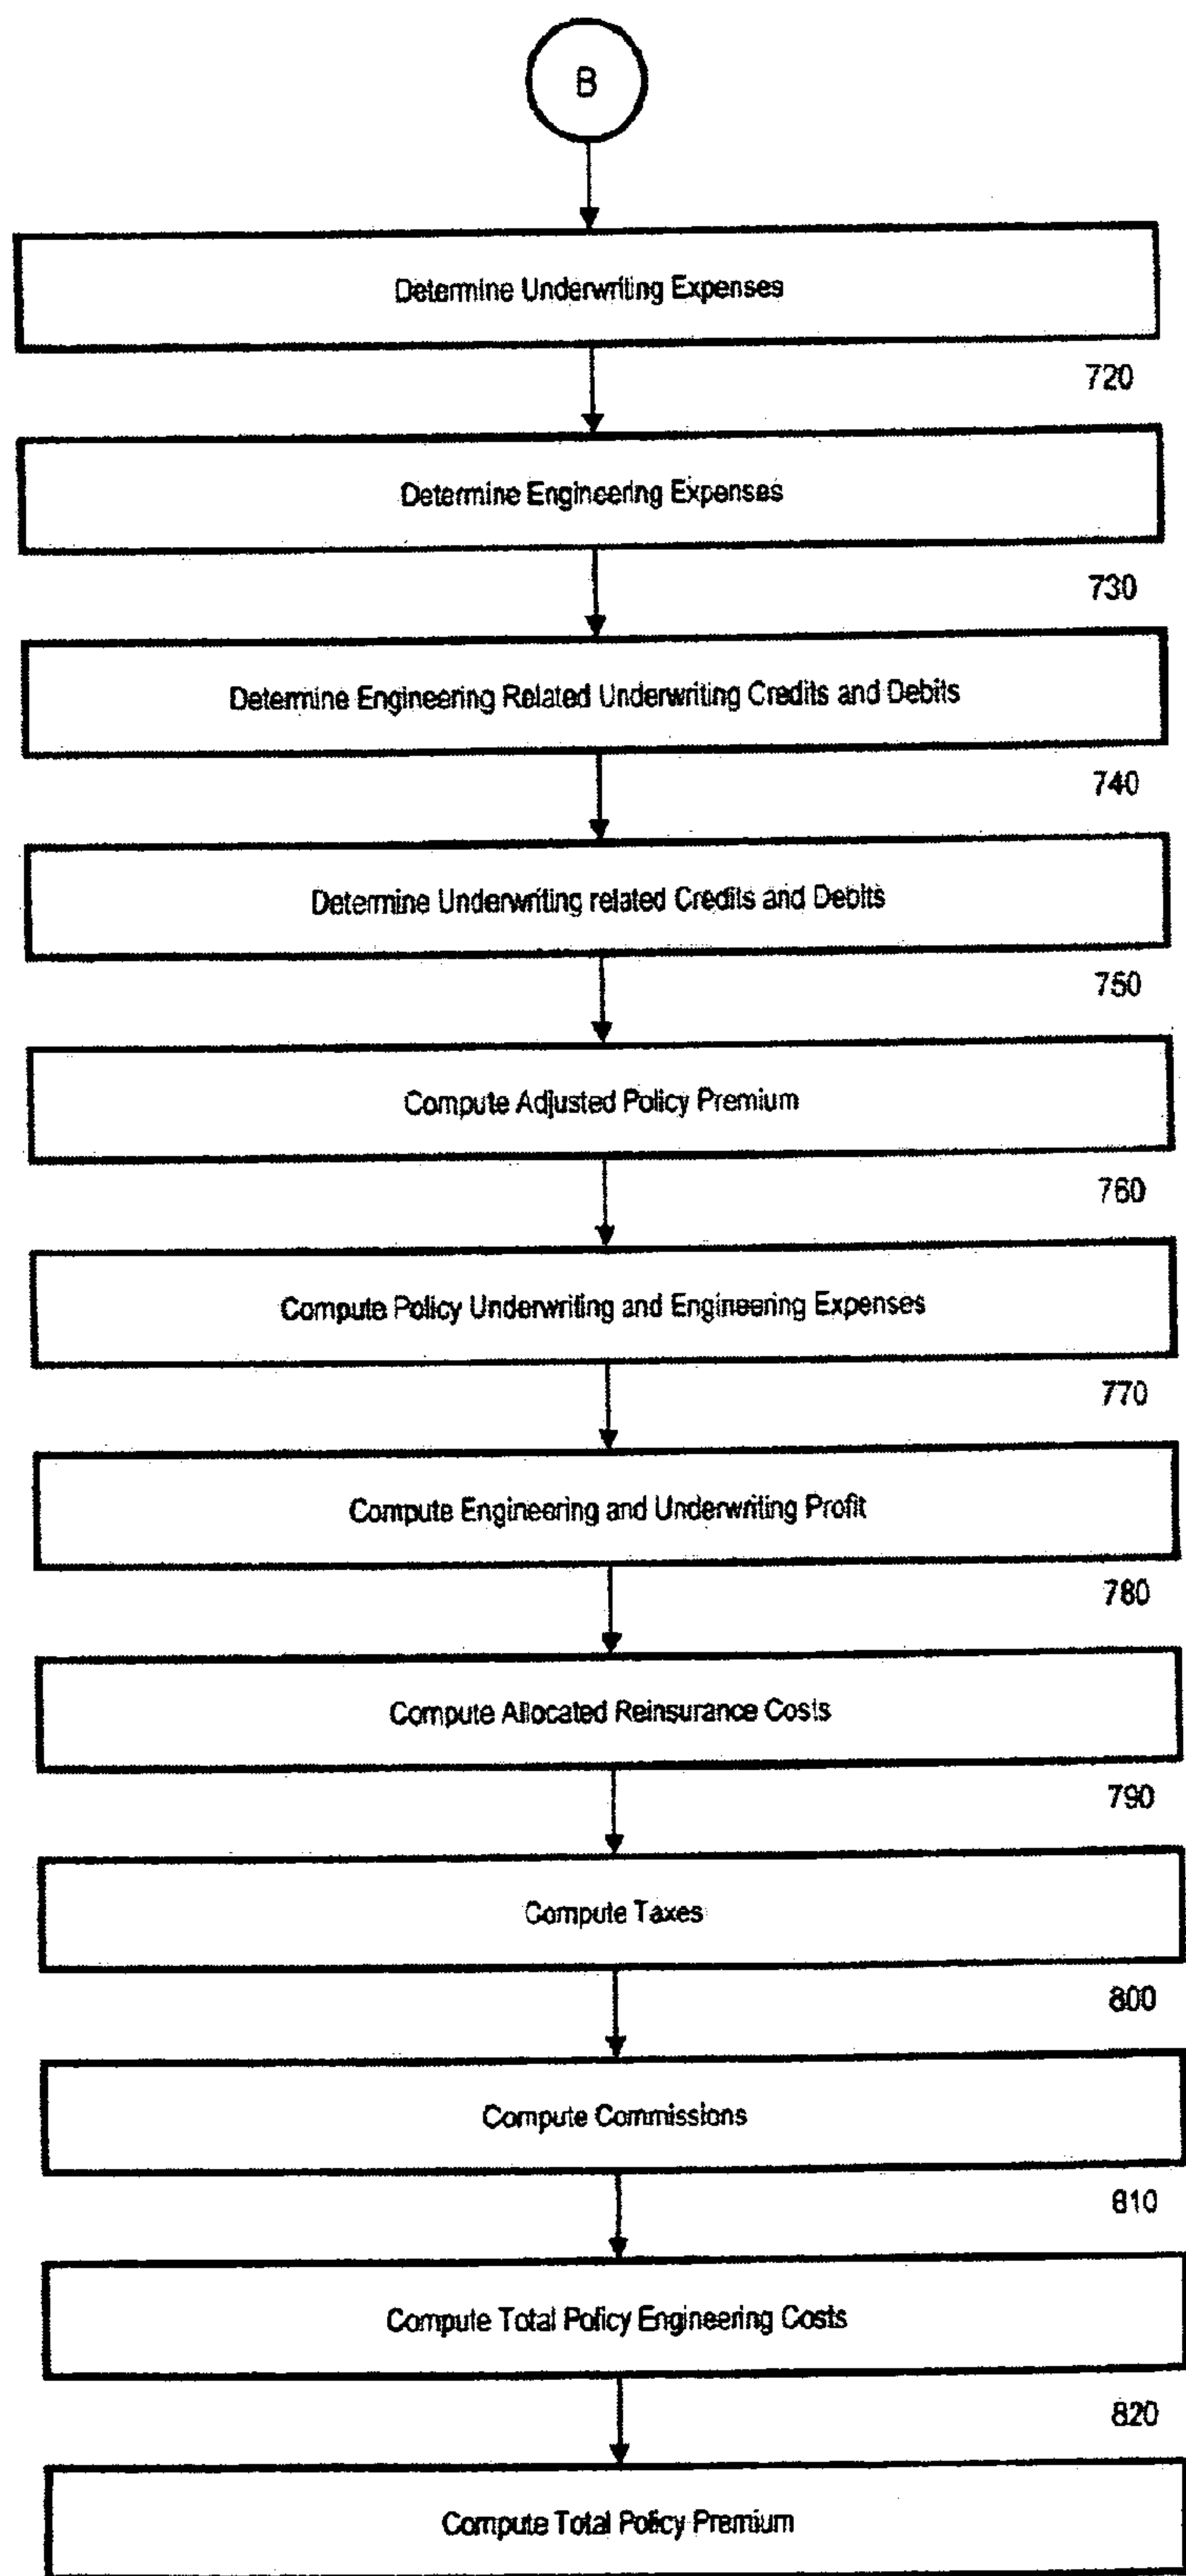 B
Determine Underwriting Expenses
720
Determine Engineering Expenses
730
Determine Engineering Related Underwriting Credits and Debits
740
Determine Underwriting related Credits and Debits
750
Compute Adjusted Policy Premium
760
Compute Policy Underwriting and Engineering Expenses
770
Compute Engineering and Underwriting Profit
780
Compute Allocated Reinsurance Costs
790
Compute Taxes
800
Compute Commissions
810
Compute Total Policy Engineering Costs
820
Compute Total Policy Premium